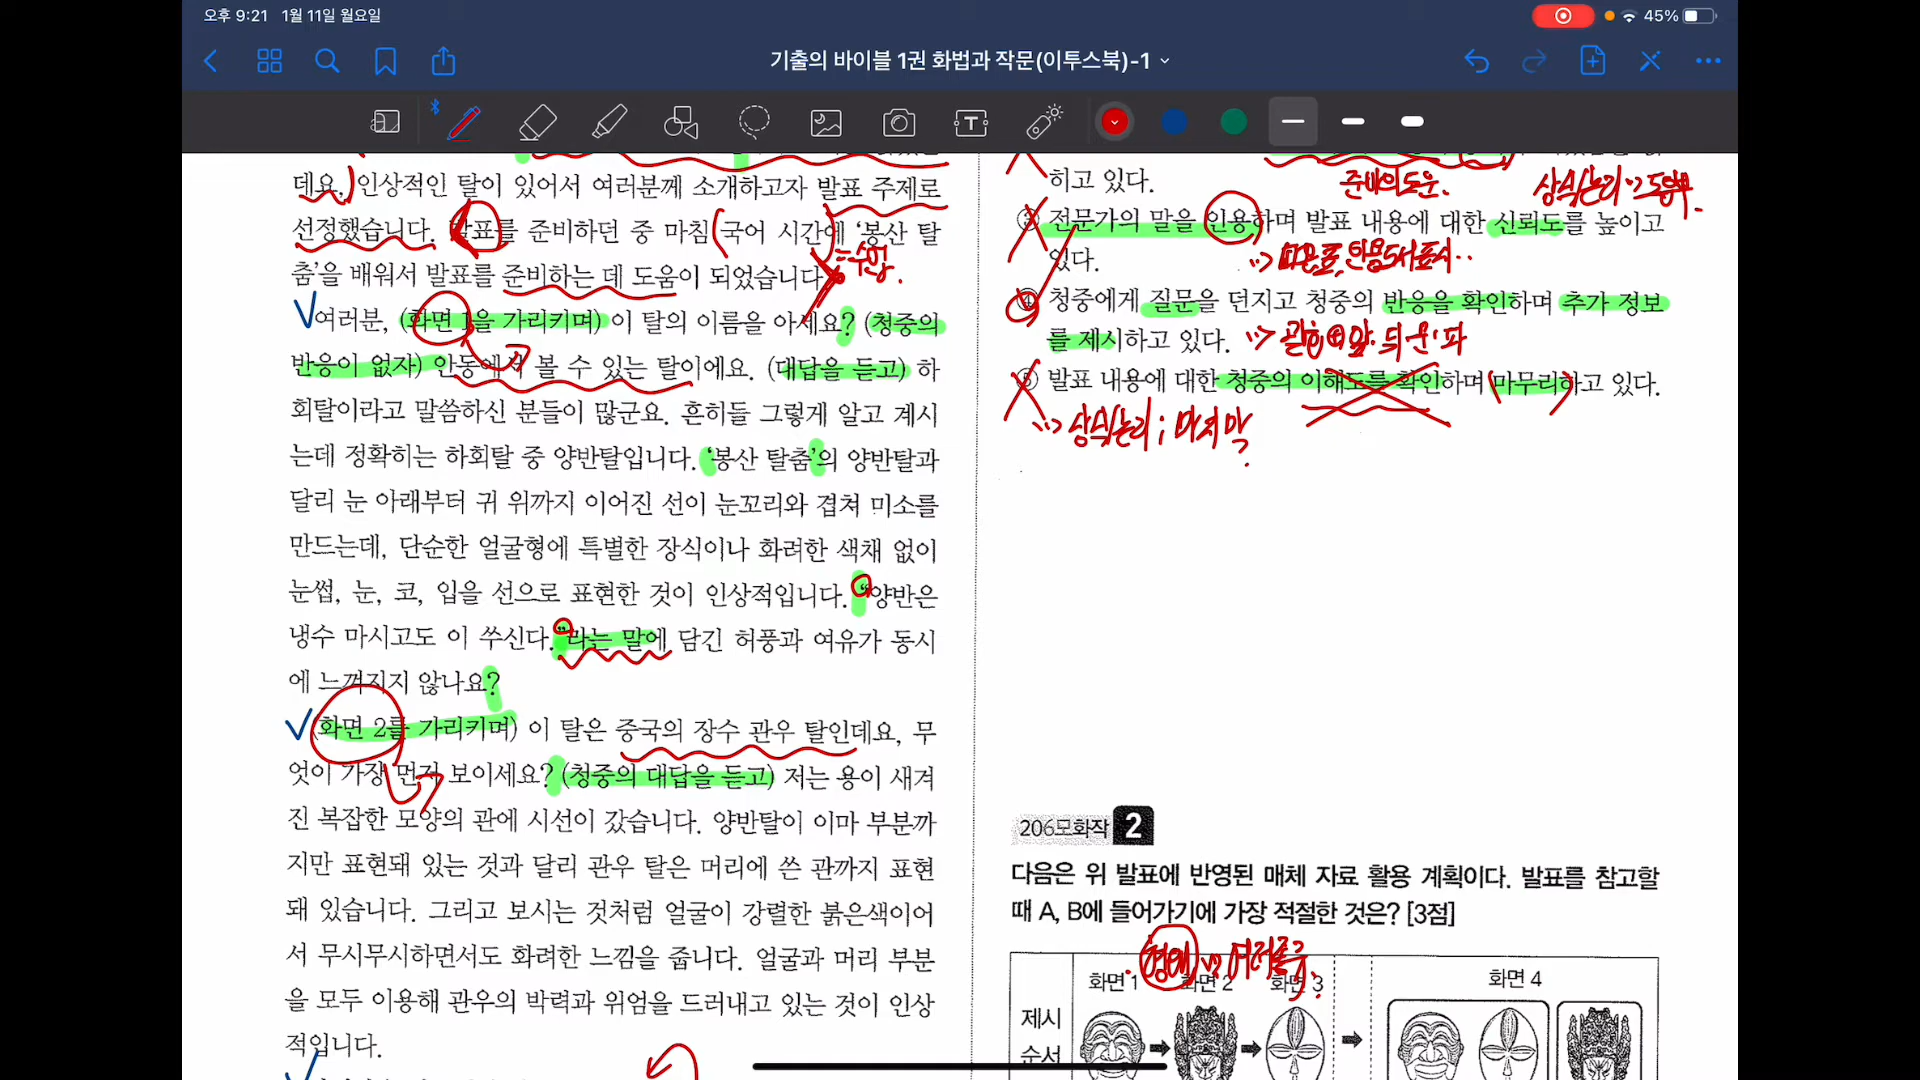 오후 9:21 1월 11일 월요일
45%
기출의 바이블 1권 화법과 작문(이투스북)-1
데요, 인상적인 탈이 있어서 여러분께 소개하고자 발표 주제로
선정했습니다. 발표를 준비하던 중 마침 국어 시간에 '봉산 탈
춤'을 배워서 발표를 준비하는 데 도움이 되었습니다.
=수업.
여러분, (화면 1을 가리키며) 이 탈의 이름을 아세요? (청중의
반응이 없자) 안동에서 볼 수 있는 탈이에요. (대답을 듣고) 하
회탈이라고 말씀하신 분들이 많군요. 흔히들 그렇게 알고 계시
는데 정확히는 하회탈 중 양반탈입니다. '봉산 탈춤'의 양반탈과
달리 눈 아래부터 귀 위까지 이어진 선이 눈꼬리와 겹쳐 미소를
만드는데, 단순한 얼굴형에 특별한 장식이나 화려한 색채 없이
눈썹, 눈, 코, 입을 선으로 표현한 것이 인상적입니다. "양반은
냉수 마시고도 이 쑤신다."라는 말에 담긴 허풍과 여유가 동시
에 느껴지지 않나요?
(화면 2를 가리키며) 이 탈은 중국의 장수 관우 탈인데요, 무
엇이 가장 먼저 보이세요? (청중의 대답을 듣고) 저는 용이 새겨
진 복잡한 모양의 관에 시선이 갔습니다. 양반탈이 이마 부분까
지만 표현돼 있는 것과 달리 관우 탈은 머리에 쓴 관까지 표현
돼 있습니다. 그리고 보시는 것처럼 얼굴이 강렬한 붉은색이어
서 무시무시하면서도 화려한 느낌을 줍니다. 얼굴과 머리 부분
을 모두 이용해 관우의 박력과 위엄을 드러내고 있는 것이 인상
적입니다.
히고 있다.
준비의 도움.
상식논리
③ 전문가의 말을 인용하며 발표 내용에 대한 신뢰도를 높이고
있다.
④ 청중에게 질문을 던지고 청중의 반응을 확인하며 추가 정보
를 제시하고 있다.
⑤ 발표 내용에 대한 청중의 이해도를 확인하며 마무리하고 있다.
상식논리; 마지막
206모화작 2
다음은 위 발표에 반영된 매체 자료 활용 계획이다. 발표를 참고할
때 A, B에 들어가기에 가장 적절한 것은? [3점]
화면 1 화면 2 화면 3 화면 4
제시
순서